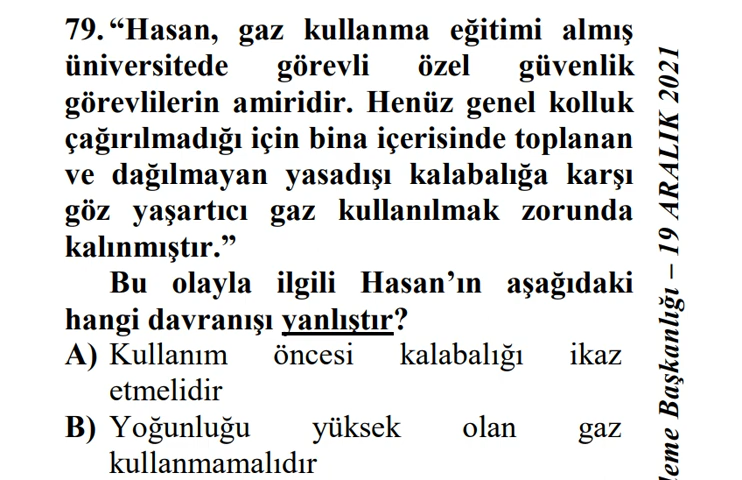 79. “Hasan, gaz kullanma eğitimi almış
üniversitede görevli özel güvenlik
görevlilerin amiridir. Henüz genel kolluk
çağırılmadığı için bina içerisinde toplanan
ve dağılmayan yasadışı kalabalığa karşı
göz yaşartıcı gaz kullanılmak zorunda
kalınmıştır.”
Bu olayla ilgili Hasan’ın aşağıdaki
hangi davranışı yanlıştır?
A) Kullanım öncesi kalabalığı ikaz
etmelidir
B) Yoğunluğu yüksek olan gaz
kullanmamalıdır
leme Başkanlığı – 19 ARALIK 2021